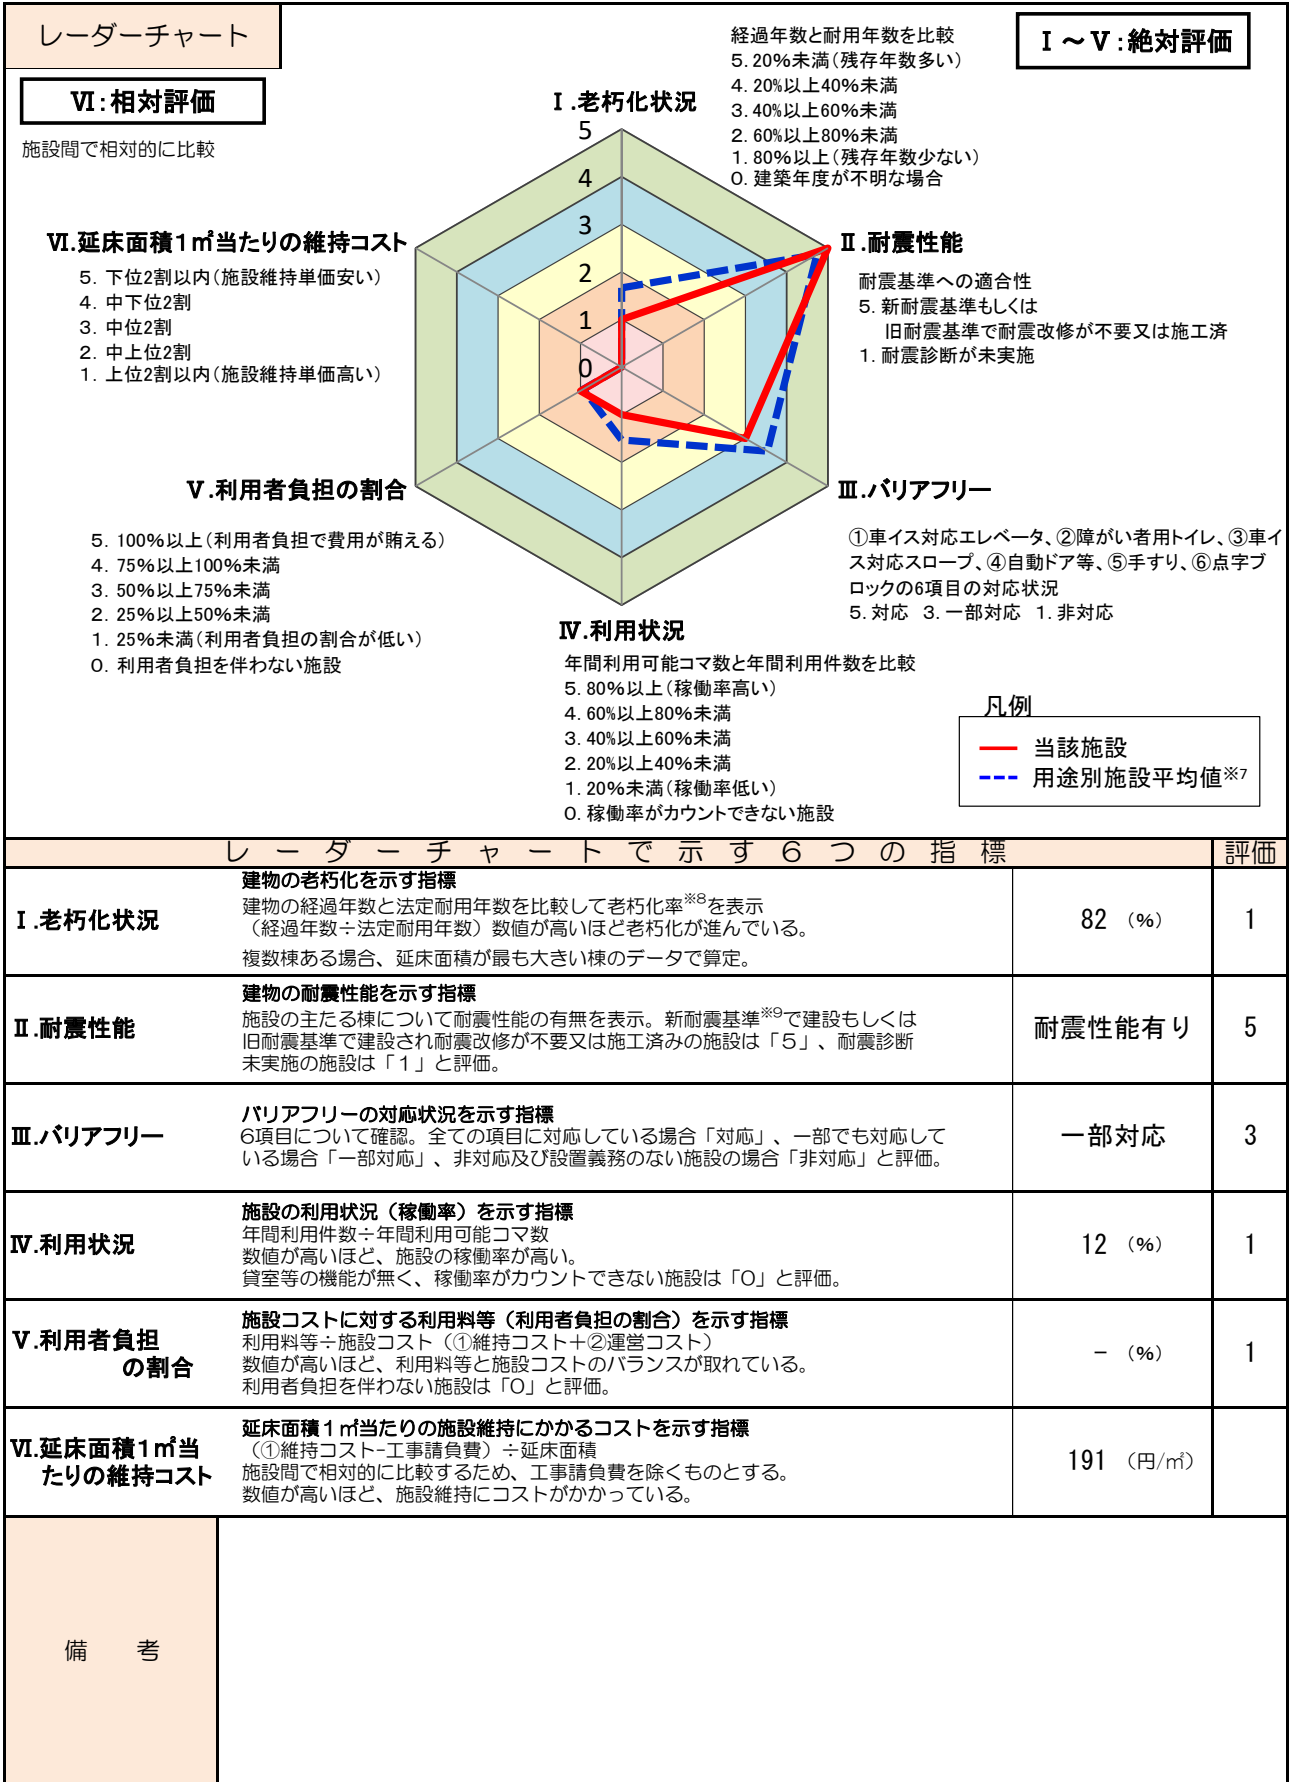 レーダーチャート
Ⅰ～Ⅴ:絶対評価
Ⅵ:相対評価
施設間で相対的に比較
Ⅰ.老朽化状況
経過年数と耐用年数を比較
5. 20%未満(残存年数多い)
4. 20%以上40%未満
3. 40%以上60%未満
2. 60%以上80%未満
1. 80%以上(残存年数少ない)
0. 建築年度が不明な場合
5
4
3
2
1
0
Ⅱ.耐震性能
耐震基準への適合性
5. 新耐震基準もしくは
旧耐震基準で耐震改修が不要又は施工済
1. 耐震診断が未実施
Ⅲ.バリアフリー
①車イス対応エレベータ、②障がい者用トイレ、③車イ
ス対応スロープ、④自動ドア等、⑤手すり、⑥点字ブ
ロックの6項目の対応状況
5. 対応 3. 一部対応 1. 非対応
Ⅳ.利用状況
年間利用可能コマ数と年間利用件数を比較
5. 80%以上(稼働率高い)
4. 60%以上80%未満
3. 40%以上60%未満
2. 20%以上40%未満
1. 20%未満(稼働率低い)
0. 稼働率がカウントできない施設
Ⅴ.利用者負担の割合
5. 100%以上(利用者負担で費用が賄える)
4. 75%以上100%未満
3. 50%以上75%未満
2. 25%以上50%未満
1. 25%未満(利用者負担の割合が低い)
0. 利用者負担を伴わない施設
Ⅵ.延床面積1㎡当たりの維持コスト
5. 下位2割以内(施設維持単価安い)
4. 中下位2割
3. 中位2割
2. 中上位2割
1. 上位2割以内(施設維持単価高い)
凡例
当該施設
用途別施設平均値※7
レーダーチャートで示す6つの指標 評価
Ⅰ.老朽化状況
建物の老朽化を示す指標
建物の経過年数と法定耐用年数を比較して老朽化率※8を表示
（経過年数÷法定耐用年数）数値が高いほど老朽化が進んでいる。
複数棟ある場合、延床面積が最も大きい棟のデータで算定。
82 (%) 1
Ⅱ.耐震性能
建物の耐震性能を示す指標
施設の主たる棟について耐震性能の有無を表示。新耐震基準※9で建設もしくは
旧耐震基準で建設され耐震改修が不要又は施工済みの施設は「5」、耐震診断
未実施の施設は「1」と評価。
耐震性能有り 5
Ⅲ.バリアフリー
バリアフリーの対応状況を示す指標
6項目について確認。全ての項目に対応している場合「対応」、一部でも対応して
いる場合「一部対応」、非対応及び設置義務のない施設の場合「非対応」と評価。
一部対応 3
Ⅳ.利用状況
施設の利用状況（稼働率）を示す指標
年間利用件数÷年間利用可能コマ数
数値が高いほど、施設の稼働率が高い。
貸室等の機能が無く、稼働率がカウントできない施設は「0」と評価。
12 (%) 1
Ⅴ.利用者負担
の割合
施設コストに対する利用料等（利用者負担の割合）を示す指標
利用料等÷施設コスト（①維持コスト＋②運営コスト）
数値が高いほど、利用料等と施設コストのバランスが取れている。
利用者負担を伴わない施設は「0」と評価。
- (%) 1
Ⅵ.延床面積1㎡当
たりの維持コスト
延床面積1㎡当たりの施設維持にかかるコストを示す指標
（①維持コスト-工事請負費）÷延床面積
施設間で相対的に比較するため、工事請負費を除くものとする。
数値が高いほど、施設維持にコストがかかっている。
191 (円/㎡)
備 考